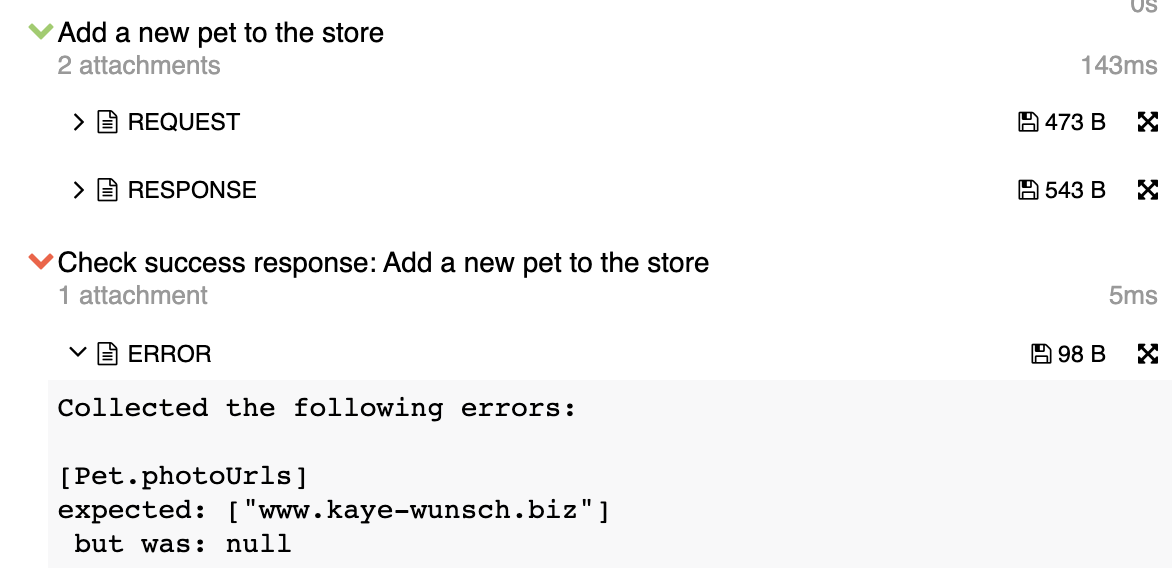 0s
Add a new pet to the store
2 attachments
143ms
REQUEST
473 B
RESPONSE
543 B
Check success response: Add a new pet to the store
1 attachment
5ms
ERROR
98 B
Collected the following errors:
[Pet.photoUrls]
expected: ["www.kaye-wunsch.biz"]
but was: null